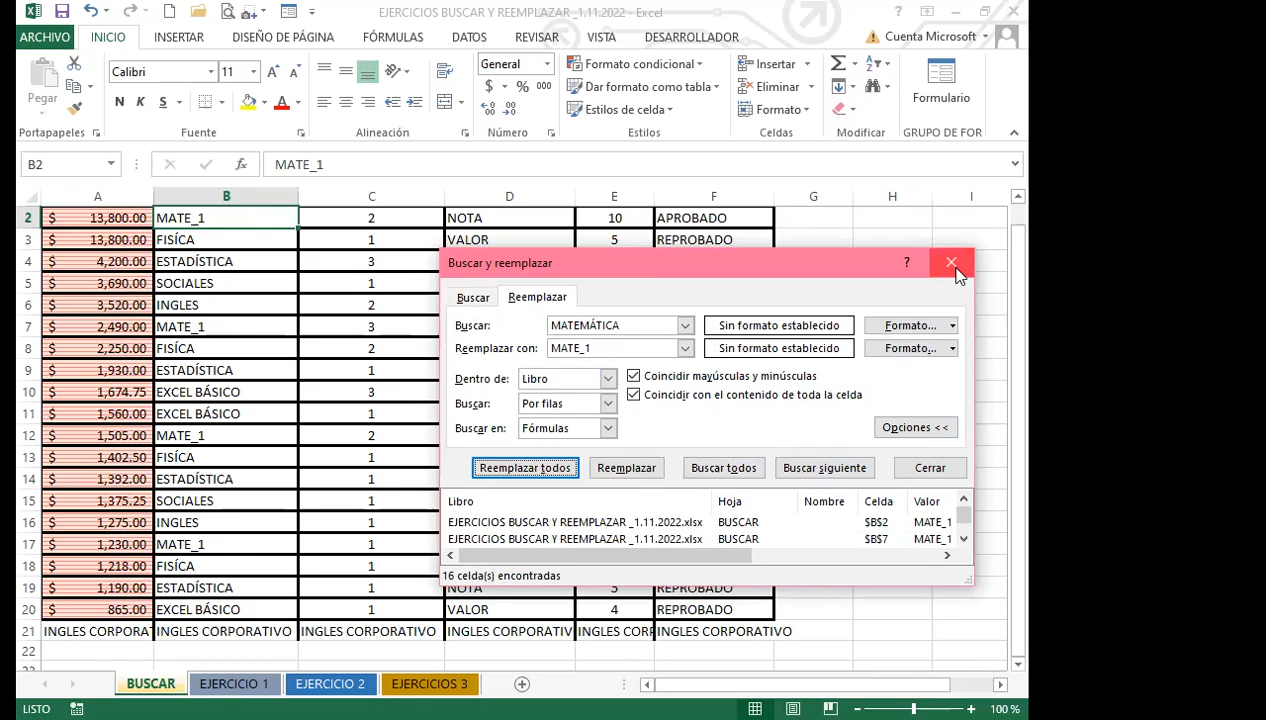 EJERCICIOS BUSCAR Y REEMPLAZAR _1.11.2022 - Excel
ARCHIVO INICIO INSERTAR DISEÑO DE PÁGINA FÓRMULAS DATOS REVISAR VISTA DESARROLLADOR Cuenta Microsoft
Calibri 11 General Formato condicional Insertar
Pegar N K S $ % 000 Dar formato como tabla Eliminar Formulario
Estilos de celda Formato
Portapapeles Fuente Alineación Número Estilos Celdas Modificar GRUPO DE FOR
B2 fx MATE_1
A B C D E F G H I
2 $ 13,800.00 MATE_1 2 NOTA 10 APROBADO
3 $ 13,800.00 FISÍCA 1 VALOR 5 REPROBADO
4 $ 4,200.00 ESTADÍSTICA 3
5 $ 3,690.00 SOCIALES 1
6 $ 3,520.00 INGLES 2
7 $ 2,490.00 MATE_1 3
8 $ 2,250.00 FISÍCA 2
9 $ 1,930.00 ESTADÍSTICA 1
10 $ 1,674.75 EXCEL BÁSICO 3
11 $ 1,560.00 EXCEL BÁSICO 1
12 $ 1,505.00 MATE_1 2
13 $ 1,402.50 FISÍCA 1
14 $ 1,392.00 ESTADÍSTICA 1
15 $ 1,375.25 SOCIALES 1
16 $ 1,275.00 INGLES 1
17 $ 1,230.00 MATE_1 1
18 $ 1,218.00 FISÍCA 1
19 $ 1,190.00 ESTADÍSTICA 1 NOTA 5 REPROBADO
20 $ 865.00 EXCEL BÁSICO 1 VALOR 4 REPROBADO
21 INGLES CORPORAT INGLES CORPORATIVO INGLES CORPORATIVO INGLES CORPORATIV INGLES CORP INGLES CORPORATIVO
22
Buscar y reemplazar ?
Buscar Reemplazar
Buscar: MATEMÁTICA Sin formato establecido Formato...
Reemplazar con: MATE_1 Sin formato establecido Formato...
Dentro de: Libro Coincidir mayúsculas y minúsculas
Buscar: Por filas Coincidir con el contenido de toda la celda
Buscar en: Fórmulas Opciones <<
Reemplazar todos Reemplazar Buscar todos Buscar siguiente Cerrar
Libro Hoja Nombre Celda Valor
EJERCICIOS BUSCAR Y REEMPLAZAR _1.11.2022.xlsx BUSCAR $B$2 MATE_1
EJERCICIOS BUSCAR Y REEMPLAZAR _1.11.2022.xlsx BUSCAR $B$7 MATE_1
16 celda(s) encontradas
BUSCAR EJERCICIO 1 EJERCICIO 2 EJERCICIOS 3
LISTO 100 %